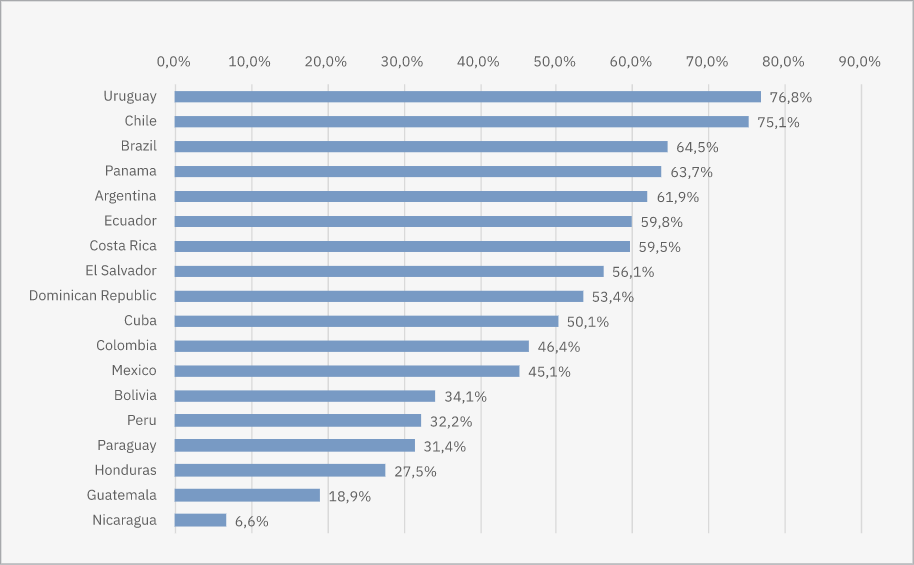 0,0% 10,0% 20,0% 30,0% 40,0% 50,0% 60,0% 70,0% 80,0% 90,0%
Uruguay 76,8%
Chile 75,1%
Brazil 64,5%
Panama 63,7%
Argentina 61,9%
Ecuador 59,8%
Costa Rica 59,5%
El Salvador 56,1%
Dominican Republic 53,4%
Cuba 50,1%
Colombia 46,4%
Mexico 45,1%
Bolivia 34,1%
Peru 32,2%
Paraguay 31,4%
Honduras 27,5%
Guatemala 18,9%
Nicaragua 6,6%